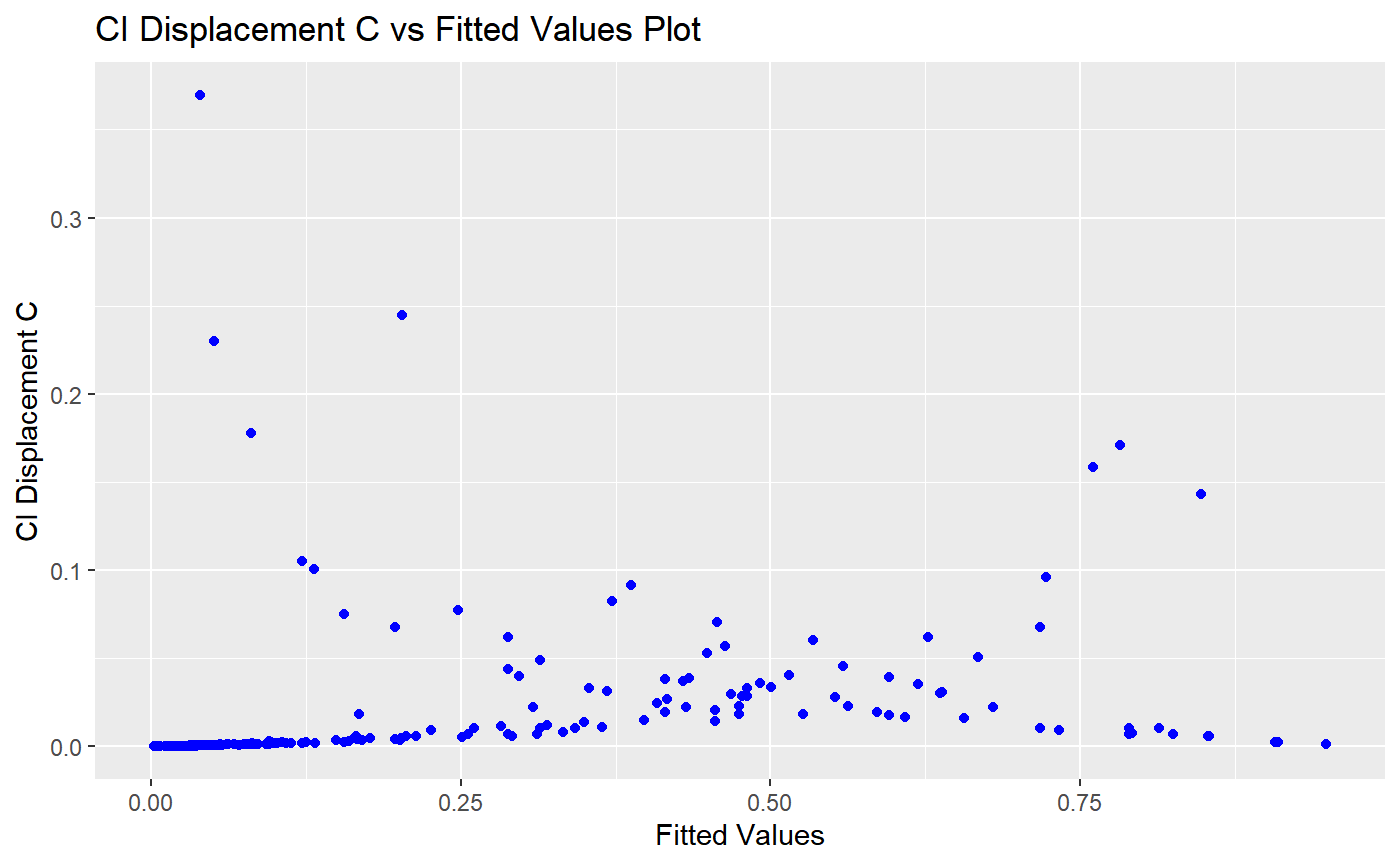 CI Displacement C vs Fitted Values Plot
CI Displacement C
0.3
0.2
0.1
0.0
0.00 0.25 0.50 0.75
Fitted Values